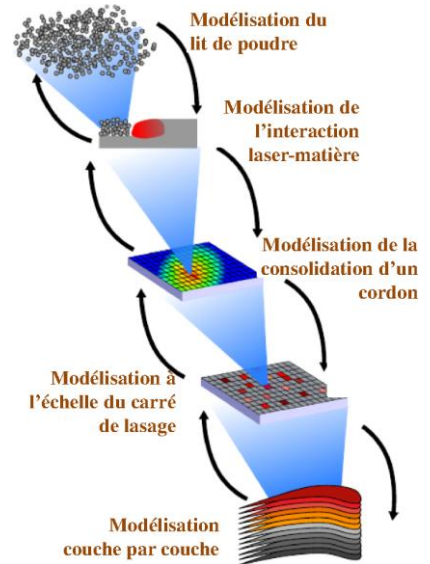 Modélisation du
lit de poudre
Modélisation de
l’interaction
laser-matière
Modélisation de la
consolidation d’un
cordon
Modélisation à
l’échelle du carré
de lasage
Modélisation
couche par couche